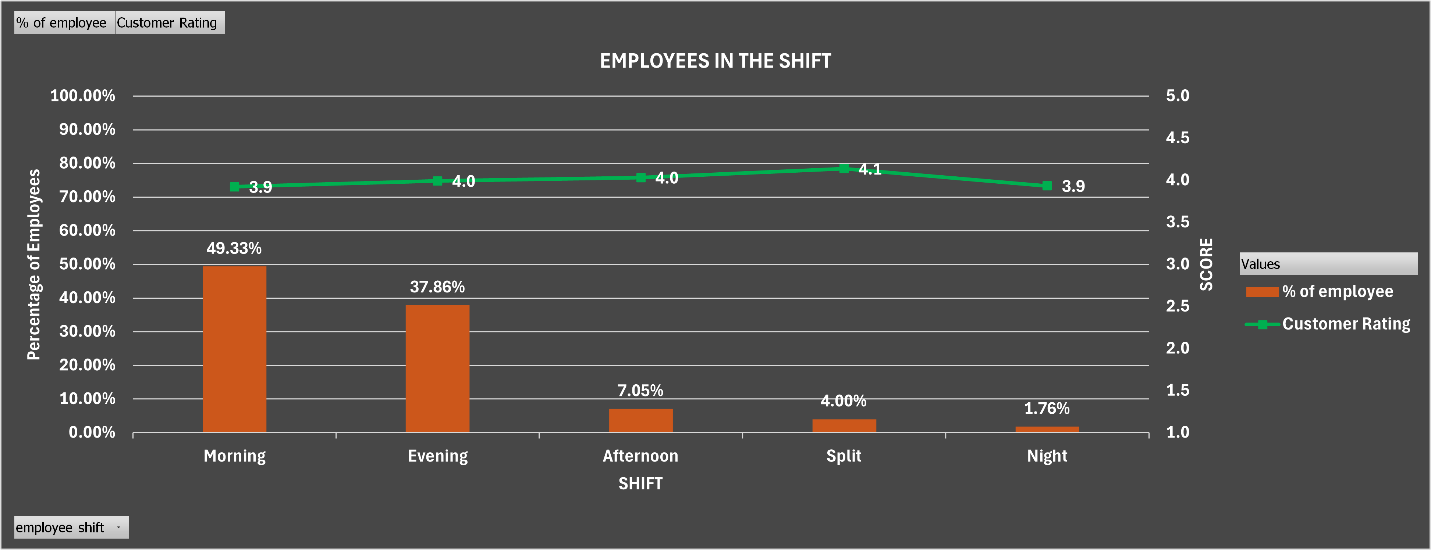 % of employee Customer Rating
EMPLOYEES IN THE SHIFT
Percentage of Employees
100.00%
90.00%
80.00%
70.00%
60.00%
50.00%
40.00%
30.00%
20.00%
10.00%
0.00%
3.9
4.0
4.0
4.1
3.9
49.33%
37.86%
7.05%
4.00%
1.76%
Morning
Evening
Afternoon
Split
Night
SHIFT
5.0
4.5
4.0
3.5
3.0
2.5
2.0
1.5
1.0
SCORE
Values
% of employee
Customer Rating
employee shift